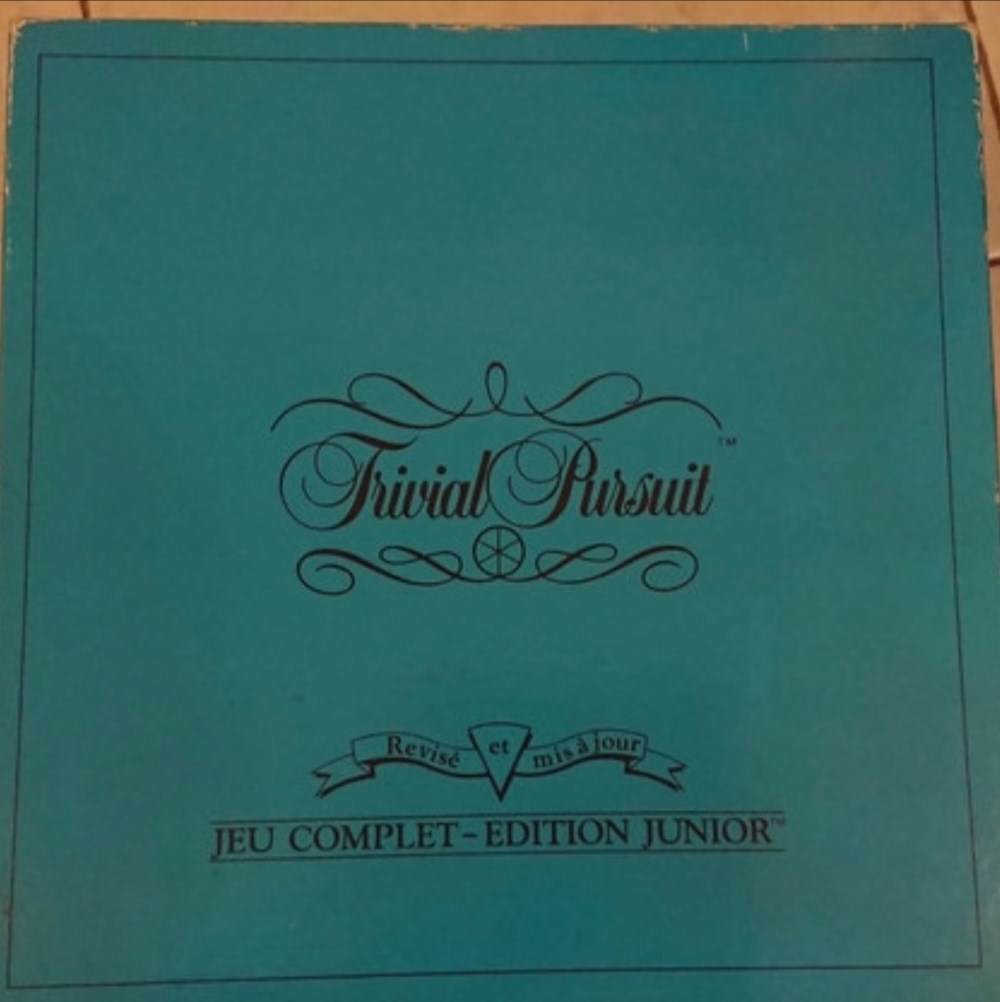 Trivial Pursuit™
Revisé et mis à jour
JEU COMPLET-EDITION JUNIOR™